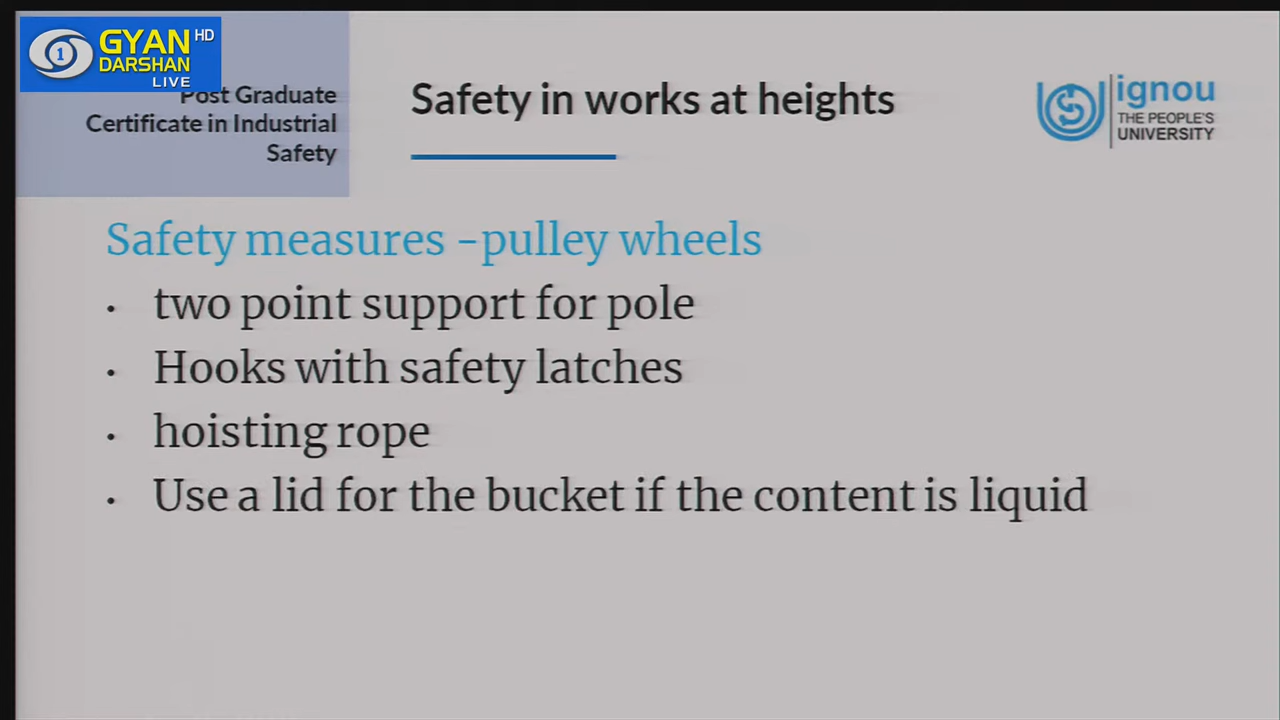 GYAN HD
DARSHAN
1
LIVE
Post Graduate
Certificate in Industrial
Safety
Safety in works at heights
ignou
THE PEOPLE'S
UNIVERSITY
Safety measures -pulley wheels
• two point support for pole
• Hooks with safety latches
• hoisting rope
• Use a lid for the bucket if the content is liquid